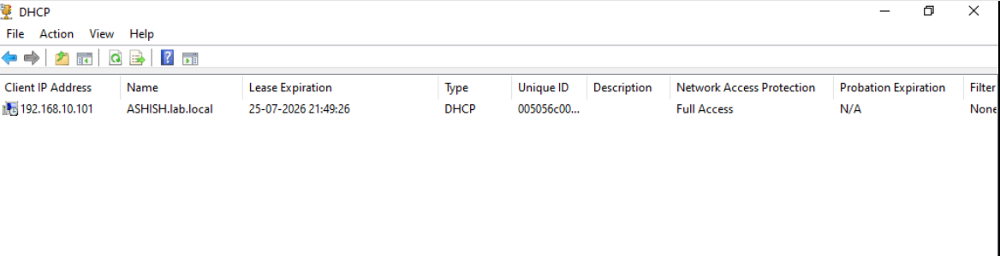 DHCP
File Action View Help
Client IP Address Name Lease Expiration Type Unique ID Description Network Access Protection Probation Expiration Filter
192.168.10.101 ASHISH.lab.local 25-07-2026 21:49:26 DHCP 005056c00... Full Access N/A None